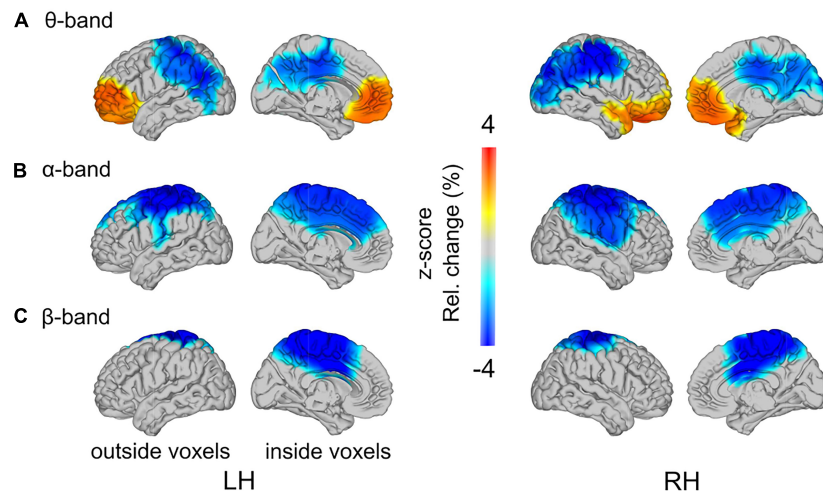 A θ-band
4
B α-band
z-score
Rel. change (%)
C β-band
-4
outside voxels inside voxels
LH RH